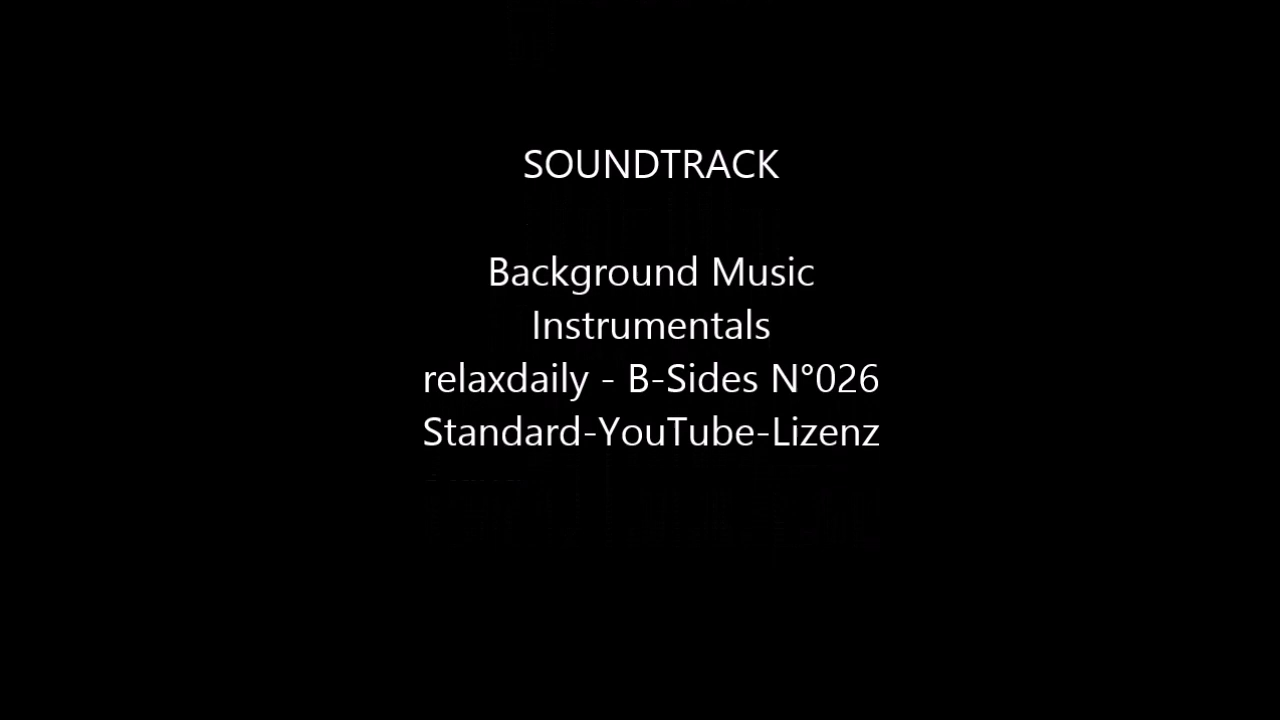 SOUNDTRACK
Background Music
Instrumentals
relaxdaily - B-Sides N°026
Standard-YouTube-Lizenz